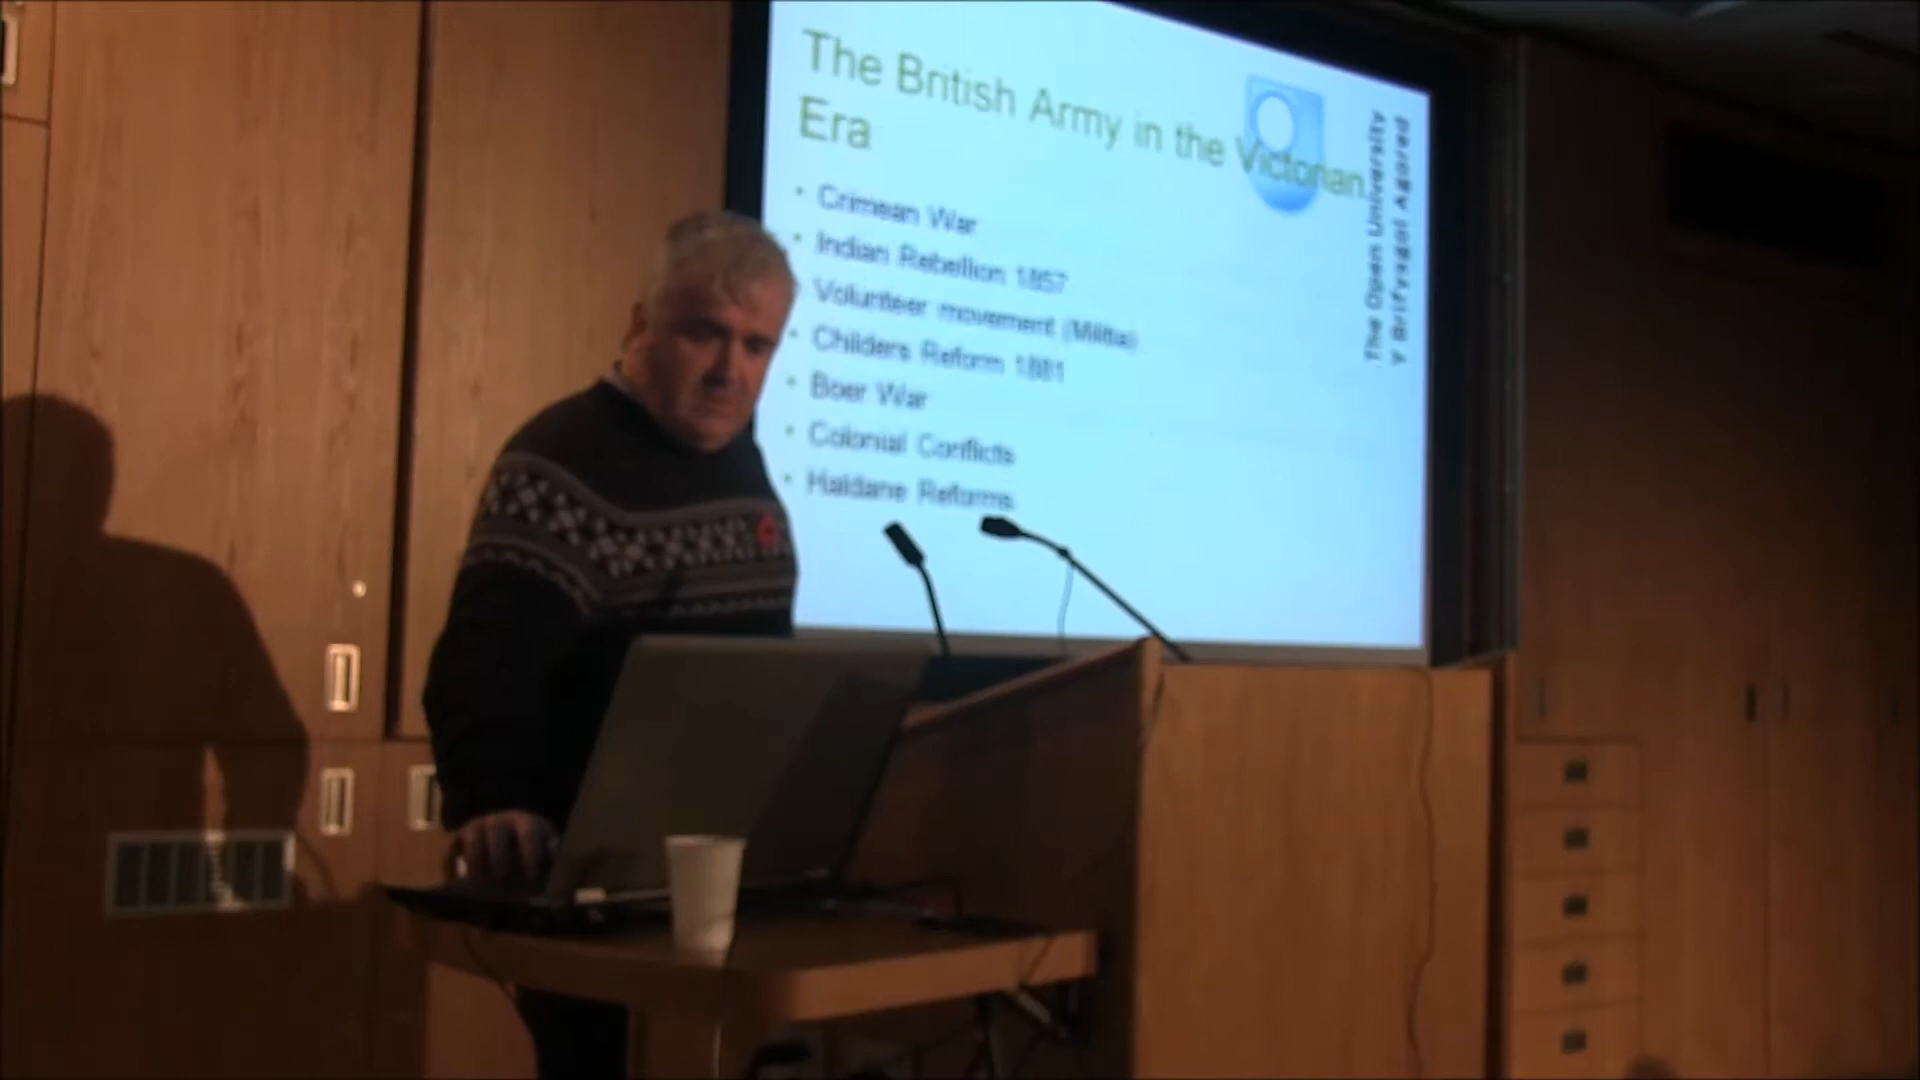 The British Army in the Victorian
Era
• Crimean War
• Indian Rebellion 1857
• Volunteer movement (Militia)
• Childers Reform 1881
• Boer War
• Colonial Conflicts
• Haldane Reforms
The Open University
Y Brifysgol Agored